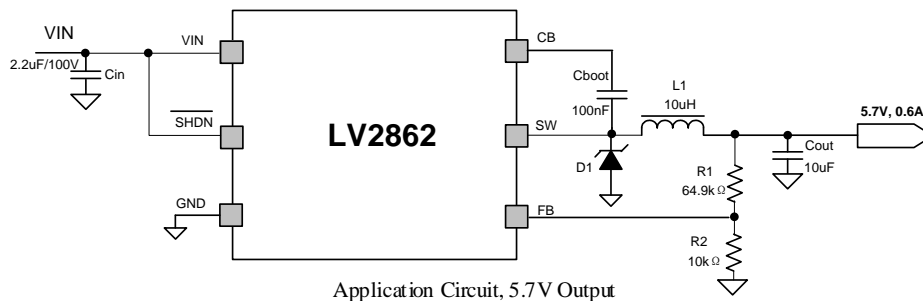 VIN
2.2uF/100V
Cin
VIN
SHDN
GND
LV2862
CB
SW
FB
Cboot
100nF
D1
L1
10uH
R1
64.9kΩ
R2
10kΩ
Cout
10uF
5.7V, 0.6A
Application Circuit, 5.7V Output